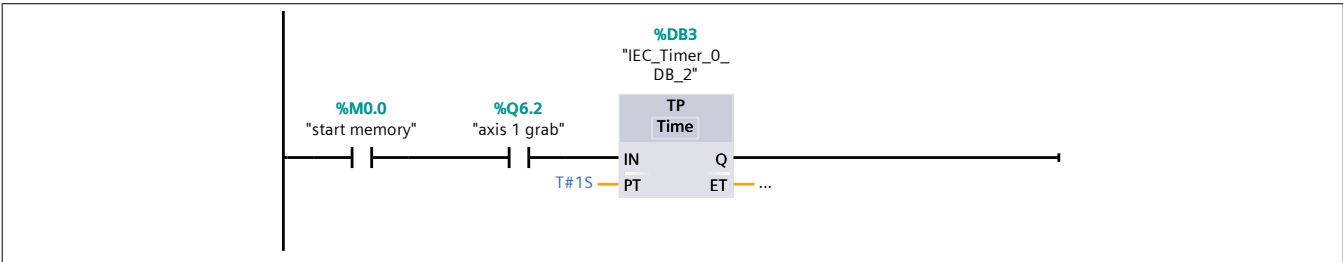 %DB3
"IEC_Timer_0_
DB_2"
%M0.0
"start memory"
%Q6.2
"axis 1 grab"
TP
Time
IN
Q
T#1S
PT
ET
...